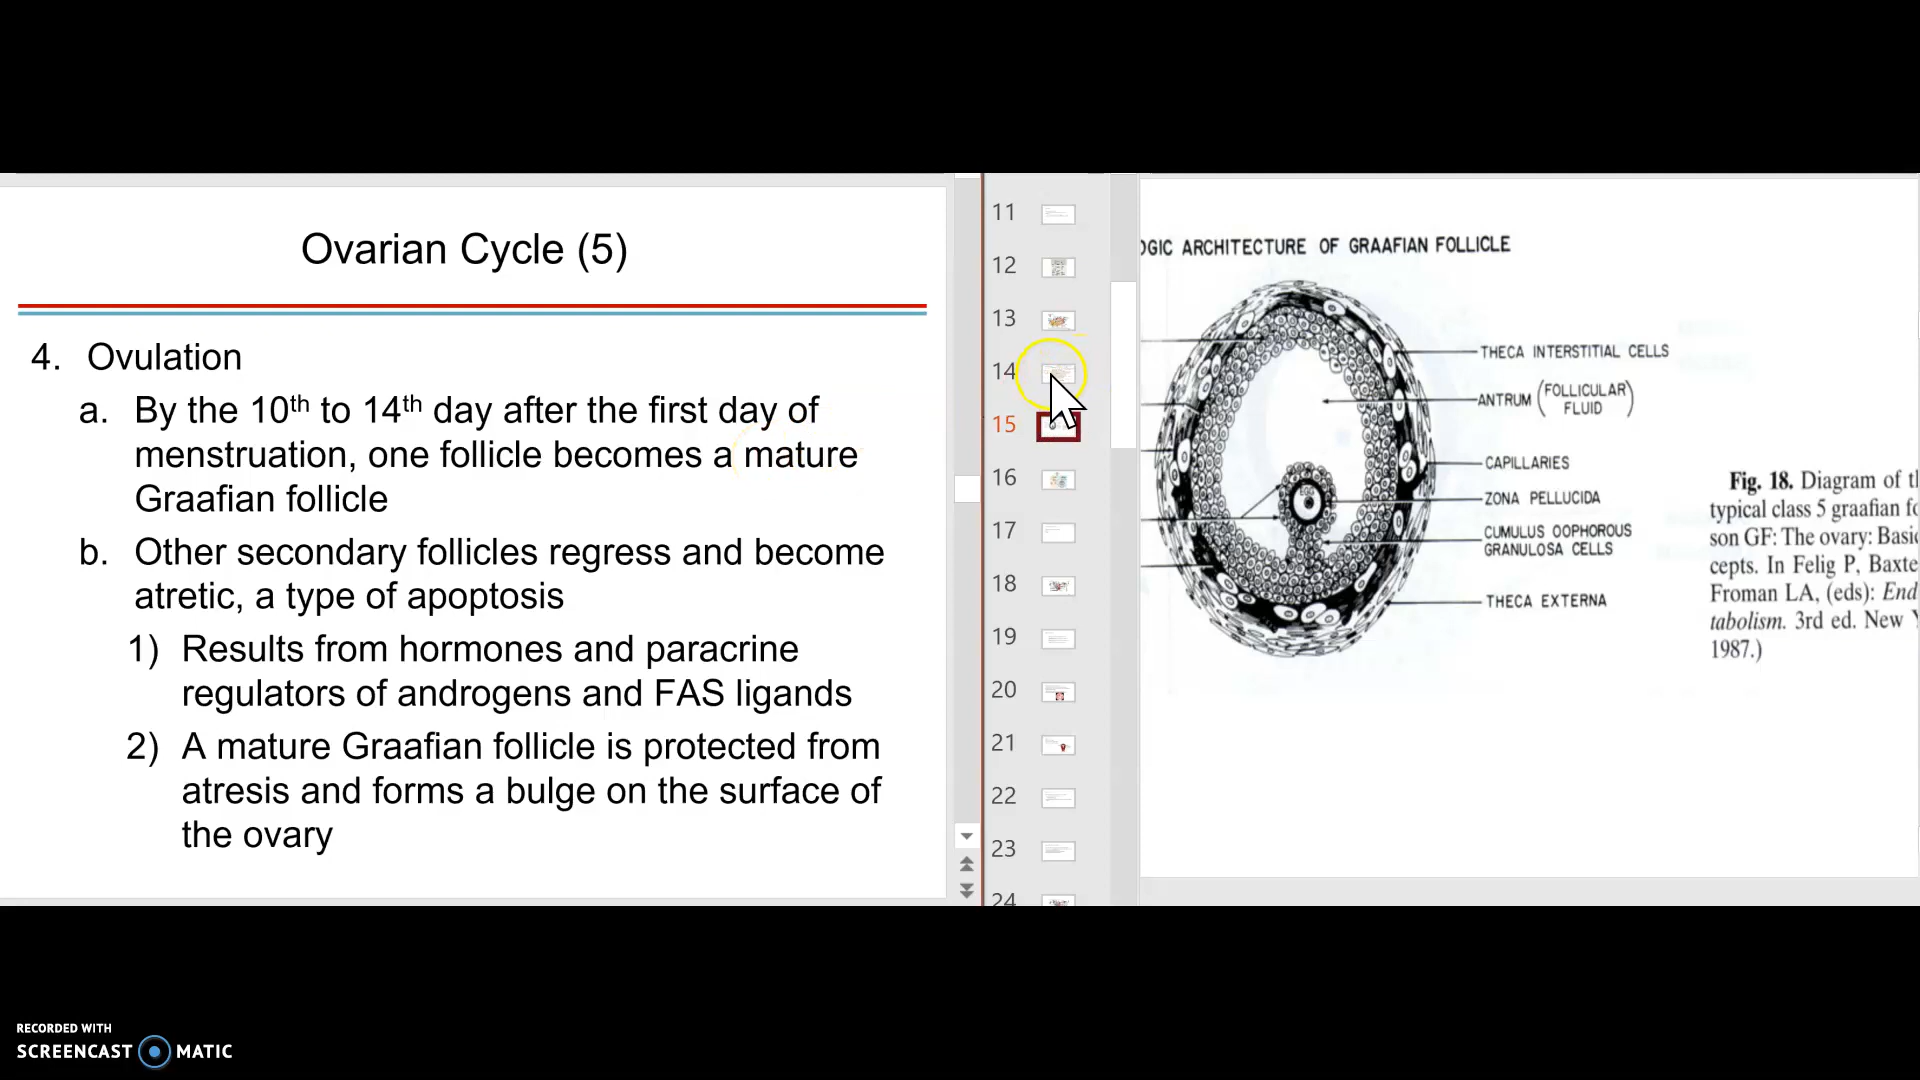 Ovarian Cycle (5)
4. Ovulation
a. By the 10th to 14th day after the first day of
menstruation, one follicle becomes a mature
Graafian follicle
b. Other secondary follicles regress and become
atretic, a type of apoptosis
1) Results from hormones and paracrine
regulators of androgens and FAS ligands
2) A mature Graafian follicle is protected from
atresis and forms a bulge on the surface of
the ovary
11
12
13
14
15
16
17
18
19
20
21
22
23
24
OGIC ARCHITECTURE OF GRAAFIAN FOLLICLE
THECA INTERSTITIAL CELLS
ANTRUM (FOLLICULAR
FLUID)
CAPILLARIES
EGG
ZONA PELLUCIDA
CUMULUS OOPHOROUS
GRANULOSA CELLS
THECA EXTERNA
Fig. 18. Diagram of
typical class 5 graafian
son GF: The ovary:
cepts. In Felig P,
Froman LA, (eds):
tabolism. 3rd ed. New
1987.)
RECORDED WITH
SCREENCAST MATIC